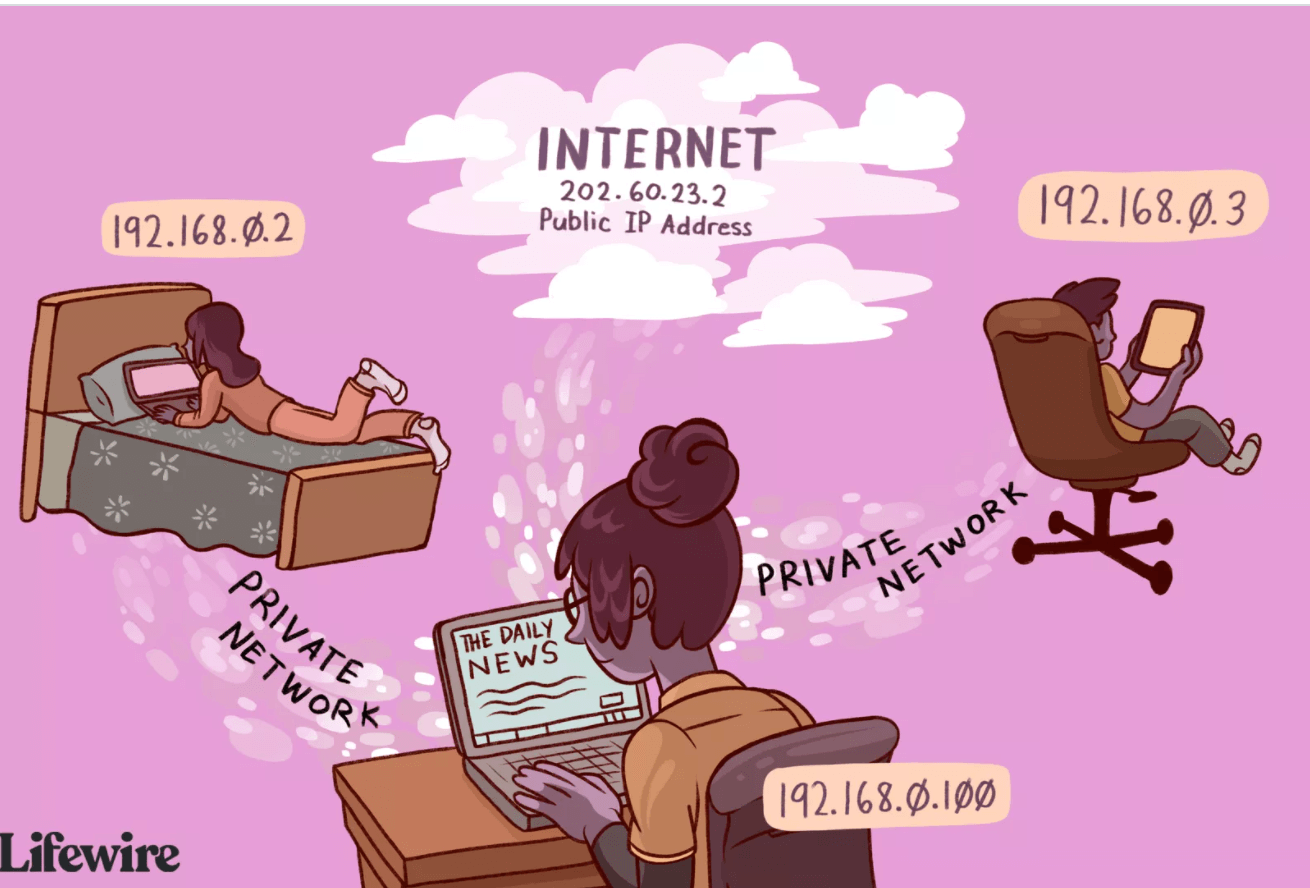 INTERNET
202.60.23.2
Public IP Address
192.168.0.2
192.168.0.3
PRIVATE
NETWORK
PRIVATE
NETWORK
THE DAILY
NEWS
192.168.0.100
Lifewire